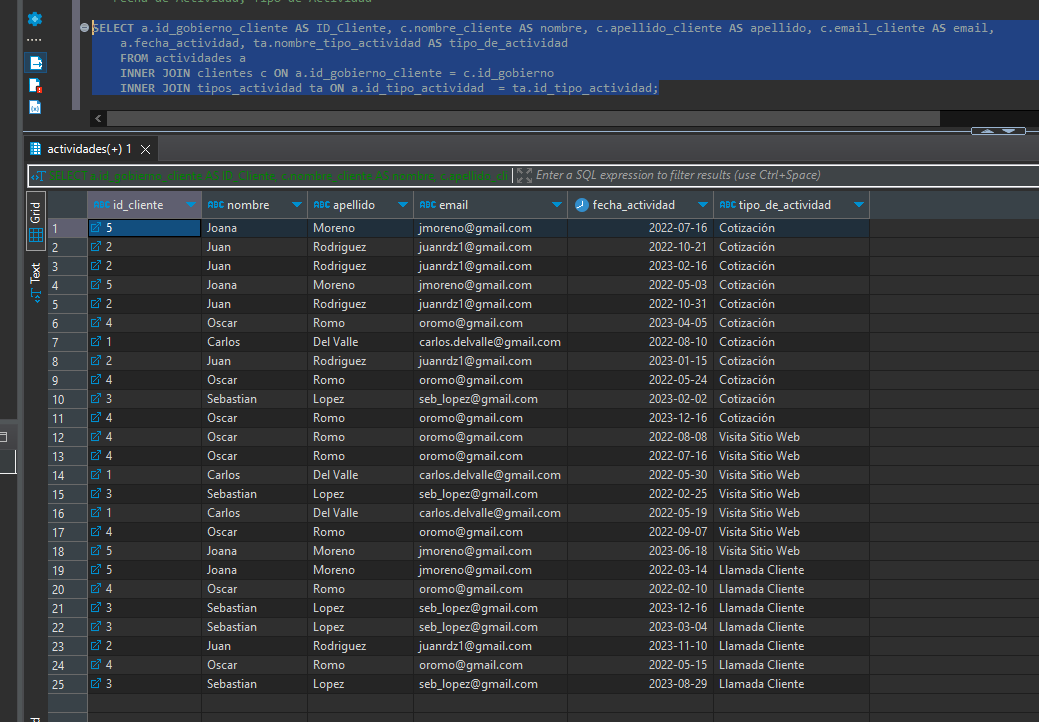 Fecha de Actividad, Tipo de Actividad
SELECT a.id_gobierno_cliente AS ID_Cliente, c.nombre_cliente AS nombre, c.apellido_cliente AS apellido, c.email_cliente AS email,
a.fecha_actividad, ta.nombre_tipo_actividad AS tipo_de_actividad
FROM actividades a
INNER JOIN clientes c ON a.id_gobierno_cliente = c.id_gobierno
INNER JOIN tipos_actividad ta ON a.id_tipo_actividad  = ta.id_tipo_actividad;
actividades(+) 1
SELECT a.id_gobierno_cliente AS ID_Cliente, c.nombre_cliente AS nombre, c.apellido_cli Enter a SQL expression to filter results (use Ctrl+Space)
Grid
Text
ABC id_cliente ABC nombre ABC apellido ABC email fecha_actividad ABC tipo_de_actividad
1 5 Joana Moreno jmoreno@gmail.com 2022-07-16 Cotización
2 2 Juan Rodriguez juanrdz1@gmail.com 2022-10-21 Cotización
3 2 Juan Rodriguez juanrdz1@gmail.com 2023-02-16 Cotización
4 5 Joana Moreno jmoreno@gmail.com 2022-05-03 Cotización
5 2 Juan Rodriguez juanrdz1@gmail.com 2022-10-31 Cotización
6 4 Oscar Romo oromo@gmail.com 2023-04-05 Cotización
7 1 Carlos Del Valle carlos.delvalle@gmail.com 2022-08-10 Cotización
8 2 Juan Rodriguez juanrdz1@gmail.com 2023-01-15 Cotización
9 4 Oscar Romo oromo@gmail.com 2022-05-24 Cotización
10 3 Sebastian Lopez seb_lopez@gmail.com 2023-02-02 Cotización
11 4 Oscar Romo oromo@gmail.com 2023-12-16 Cotización
12 4 Oscar Romo oromo@gmail.com 2022-08-08 Visita Sitio Web
13 4 Oscar Romo oromo@gmail.com 2022-07-16 Visita Sitio Web
14 1 Carlos Del Valle carlos.delvalle@gmail.com 2022-05-30 Visita Sitio Web
15 3 Sebastian Lopez seb_lopez@gmail.com 2022-02-25 Visita Sitio Web
16 1 Carlos Del Valle carlos.delvalle@gmail.com 2022-05-19 Visita Sitio Web
17 4 Oscar Romo oromo@gmail.com 2022-09-07 Visita Sitio Web
18 5 Joana Moreno jmoreno@gmail.com 2023-06-18 Visita Sitio Web
19 5 Joana Moreno jmoreno@gmail.com 2022-03-14 Llamada Cliente
20 4 Oscar Romo oromo@gmail.com 2022-02-10 Llamada Cliente
21 3 Sebastian Lopez seb_lopez@gmail.com 2023-12-16 Llamada Cliente
22 3 Sebastian Lopez seb_lopez@gmail.com 2023-03-04 Llamada Cliente
23 2 Juan Rodriguez juanrdz1@gmail.com 2023-11-10 Llamada Cliente
24 4 Oscar Romo oromo@gmail.com 2022-05-15 Llamada Cliente
25 3 Sebastian Lopez seb_lopez@gmail.com 2023-08-29 Llamada Cliente